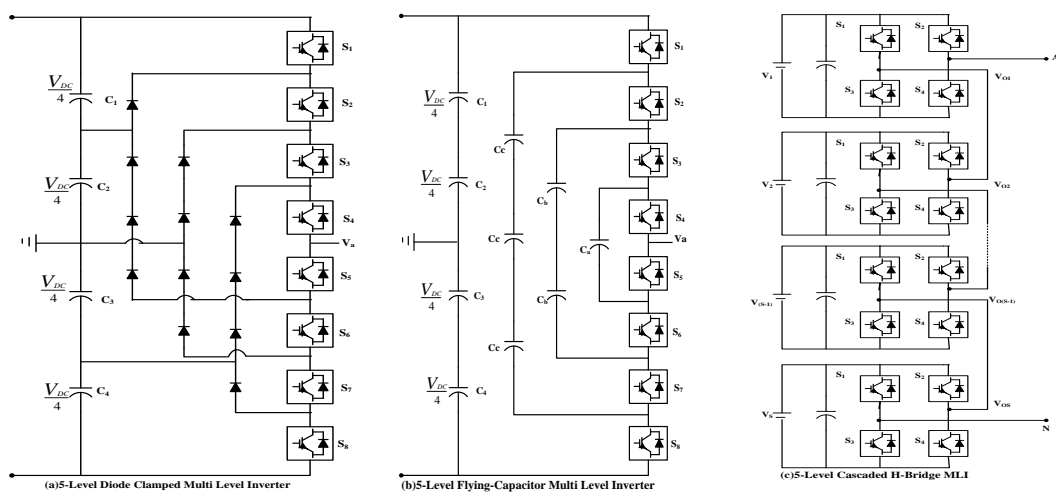 V_DC/4
C₁
V_DC/4
C₂
V_DC/4
C₃
V_DC/4
C₄
S₁
S₂
S₃
S₄
Va
S₅
S₆
S₇
S₈
(a)5-Level Diode Clamped Multi Level Inverter
V_DC/4
C₁
V_DC/4
C₂
V_DC/4
C₃
V_DC/4
C₄
Cc
Cc
Cc
Cb
Cb
Ca
S₁
S₂
S₃
S₄
Va
S₅
S₆
S₇
S₈
(b)5-Level Flying-Capacitor Multi Level Inverter
S₁
S₂
A
V₁
V_O1
S₃
S₄
S₁
S₂
V₂
V_O2
S₃
S₄
S₁
S₂
V_(S-1)
V_O(S-1)
S₃
S₄
S₁
S₂
V_S
V_OS
N
S₃
S₄
(c)5-Level Cascaded H-Bridge MLI